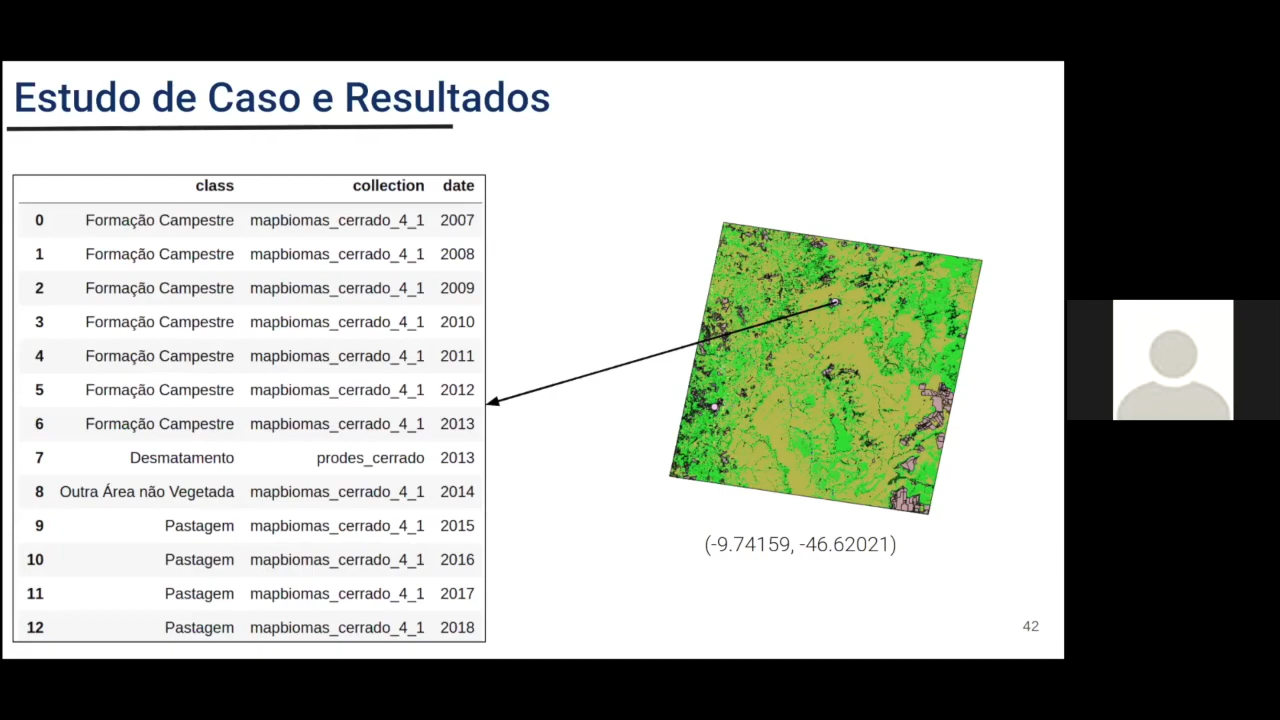 Estudo de Caso e Resultados
class collection date
0 Formação Campestre mapbiomas_cerrado_4_1 2007
1 Formação Campestre mapbiomas_cerrado_4_1 2008
2 Formação Campestre mapbiomas_cerrado_4_1 2009
3 Formação Campestre mapbiomas_cerrado_4_1 2010
4 Formação Campestre mapbiomas_cerrado_4_1 2011
5 Formação Campestre mapbiomas_cerrado_4_1 2012
6 Formação Campestre mapbiomas_cerrado_4_1 2013
7 Desmatamento prodes_cerrado 2013
8 Outra Área não Vegetada mapbiomas_cerrado_4_1 2014
9 Pastagem mapbiomas_cerrado_4_1 2015
10 Pastagem mapbiomas_cerrado_4_1 2016
11 Pastagem mapbiomas_cerrado_4_1 2017
12 Pastagem mapbiomas_cerrado_4_1 2018
(-9.74159, -46.62021)
42